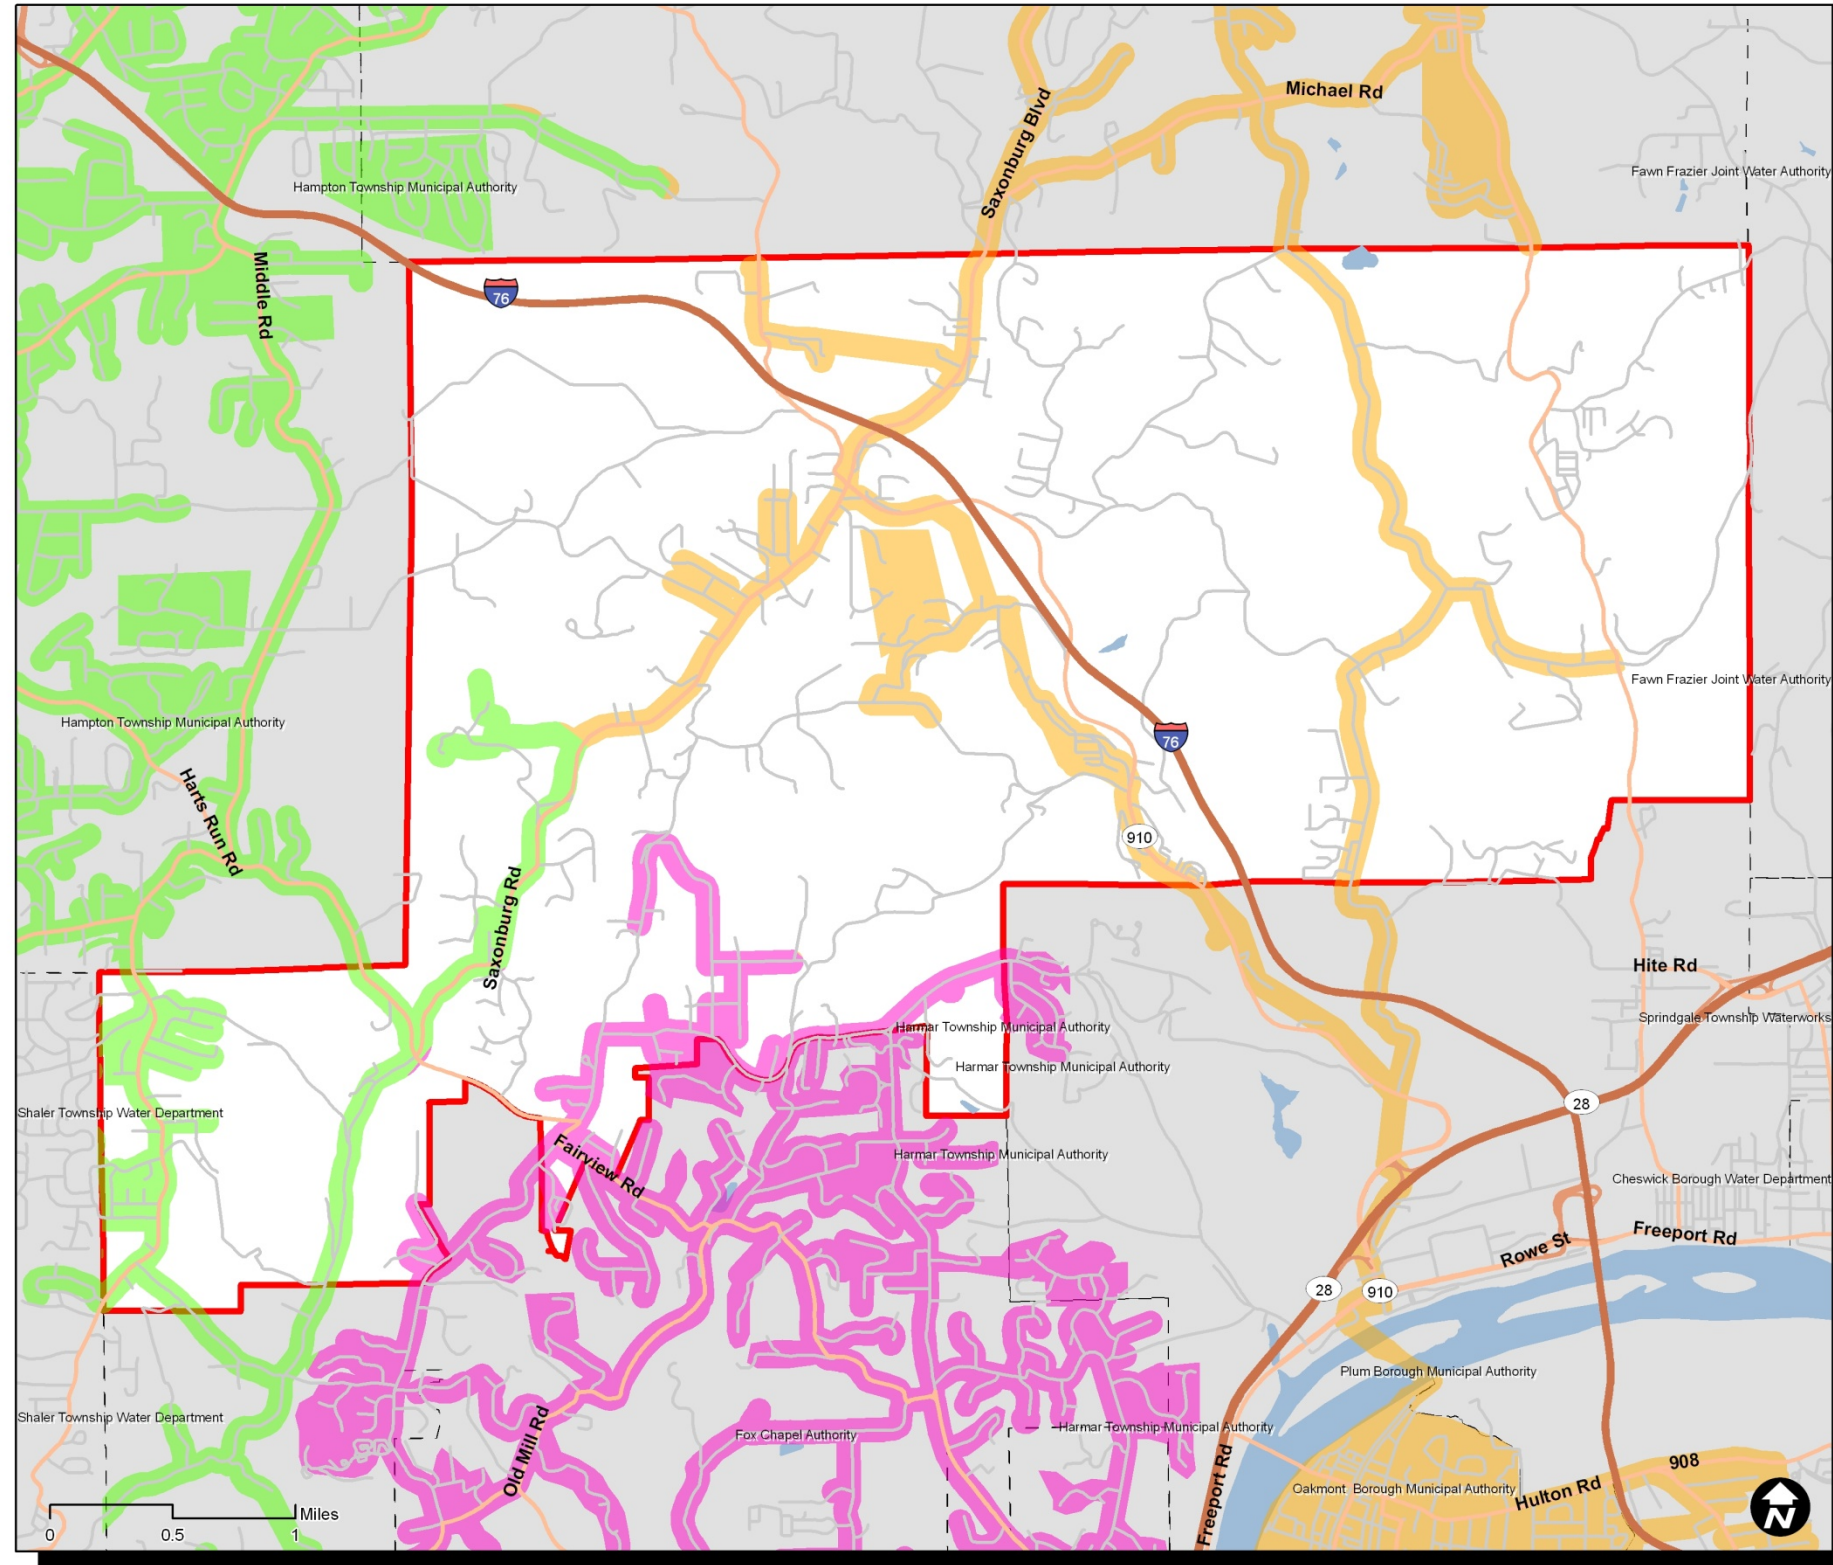 Michael Rd
Saxonburg Blvd
Fawn Frazier Joint Water Authority
Hampton Township Municipal Authority
Middle Rd
76
Fawn Frazier Joint Water Authority
Hampton Township Municipal Authority
76
Harts Run Rd
910
Saxonburg Rd
Hite Rd
Sprindgale Township Waterworks
Harmar Township Municipal Authority
Harmar Township Municipal Authority
28
Shaler Township Water Department
Harmar Township Municipal Authority
Fairview Rd
Cheswick Borough Water Department
Freeport Rd
Rowe St
28
910
Plum Borough Municipal Authority
Shaler Township Water Department
Harmar Township Municipal Authority
Fox Chapel Authority
Old Mill Rd
908
Oakmont Borough Municipal Authority
Hulton Rd
Freeport Rd
Miles
0 0.5 1
N